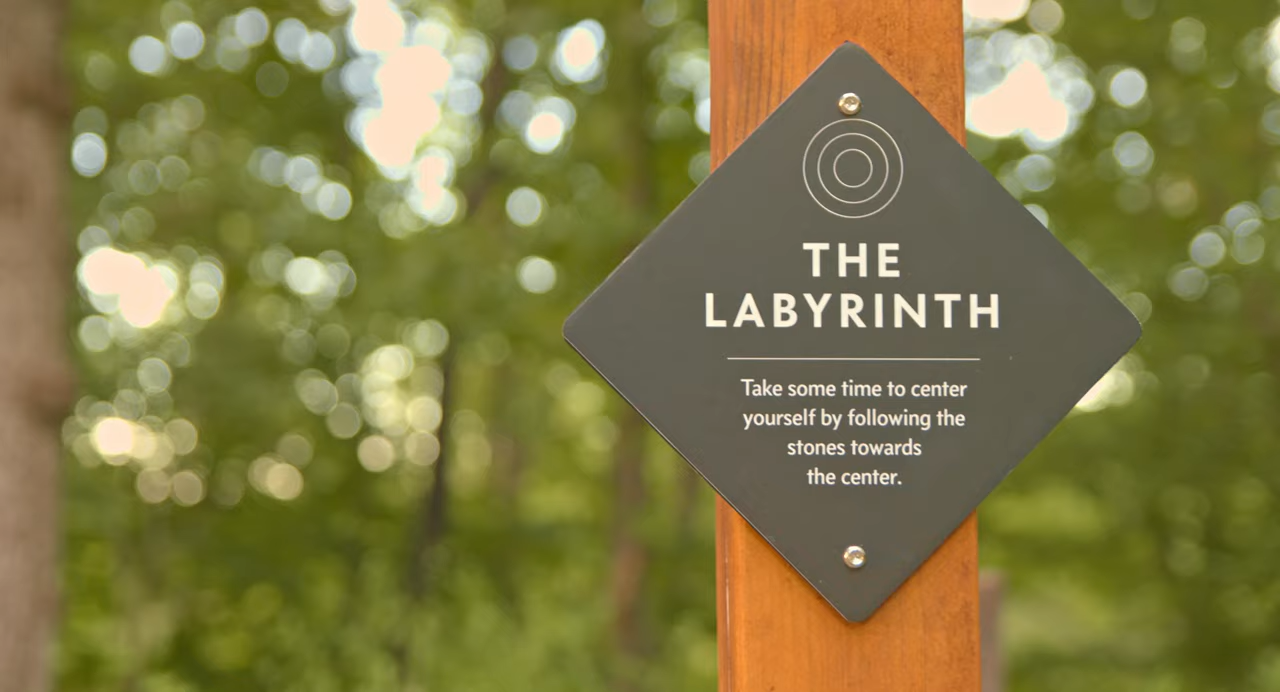 THE
LABYRINTH
Take some time to center
yourself by following the
stones towards
the center.